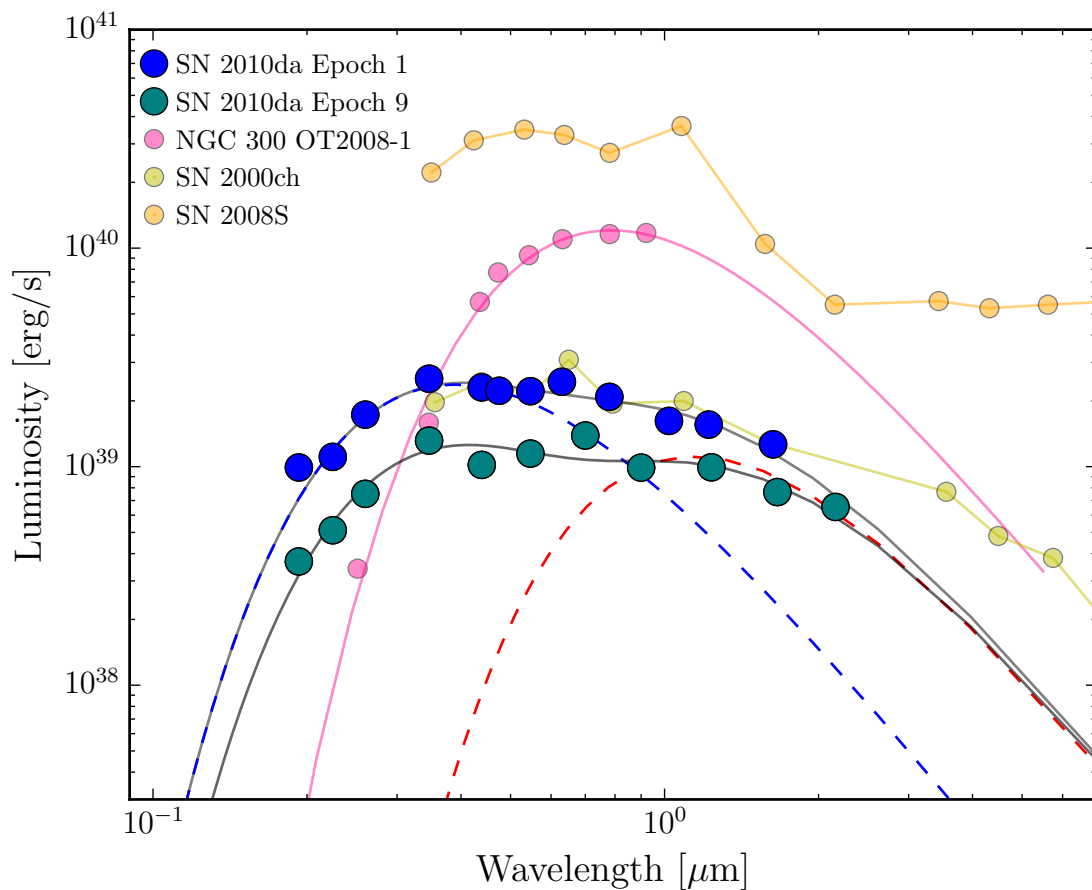 10^41
10^40
10^39
10^38
Luminosity [erg/s]
SN 2010da Epoch 1
SN 2010da Epoch 9
NGC 300 OT2008-1
SN 2000ch
SN 2008S
10^−1
10^0
Wavelength [μm]